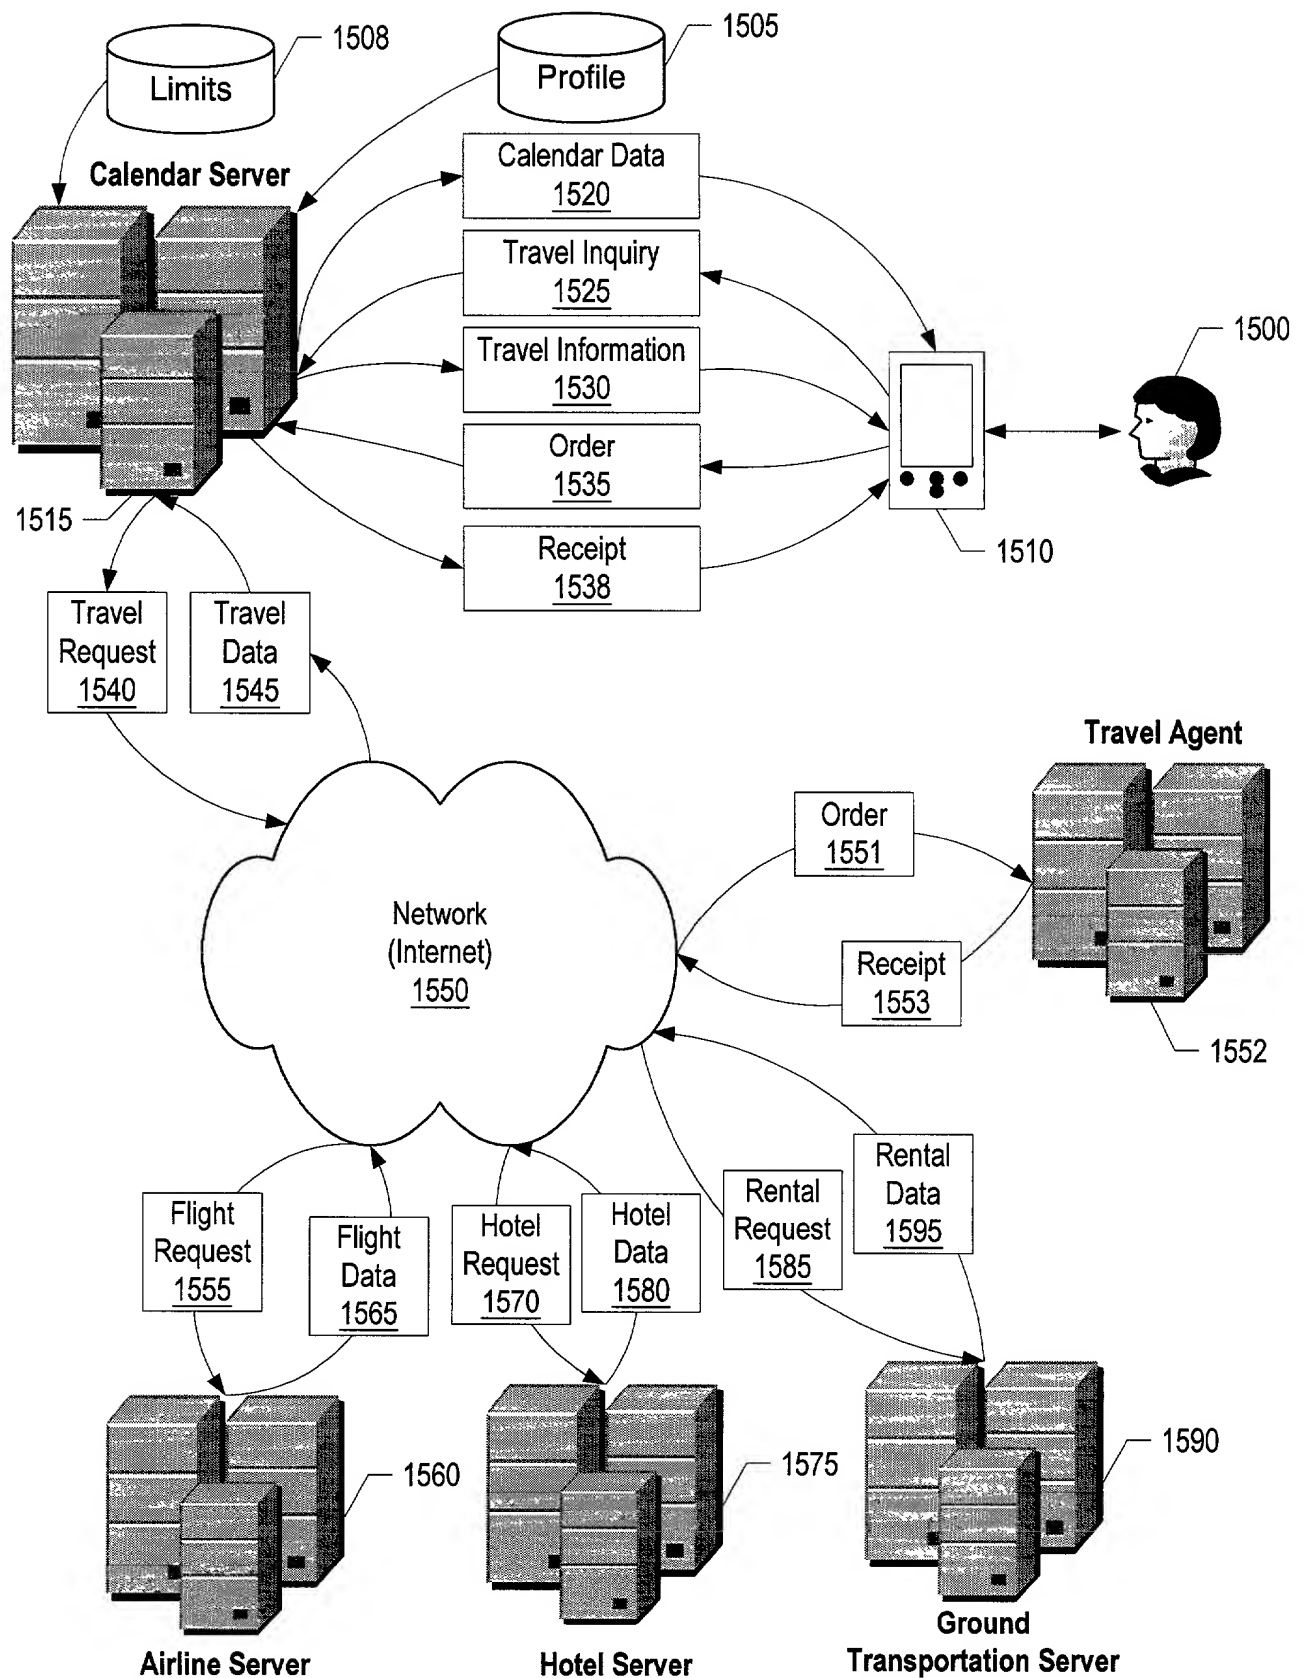 1508
1505
Limits
Profile
Calendar Server
Calendar Data
1520
Travel Inquiry
1525
Travel Information
1530
Order
1535
Receipt
1538
1500
1510
1515
Travel
Request
1540
Travel
Data
1545
Travel Agent
Order
1551
Receipt
1553
1552
Network
(Internet)
1550
Flight
Request
1555
Flight
Data
1565
Hotel
Request
1570
Hotel
Data
1580
Rental
Request
1585
Rental
Data
1595
1560
1575
1590
Airline Server
Hotel Server
Ground
Transportation Server